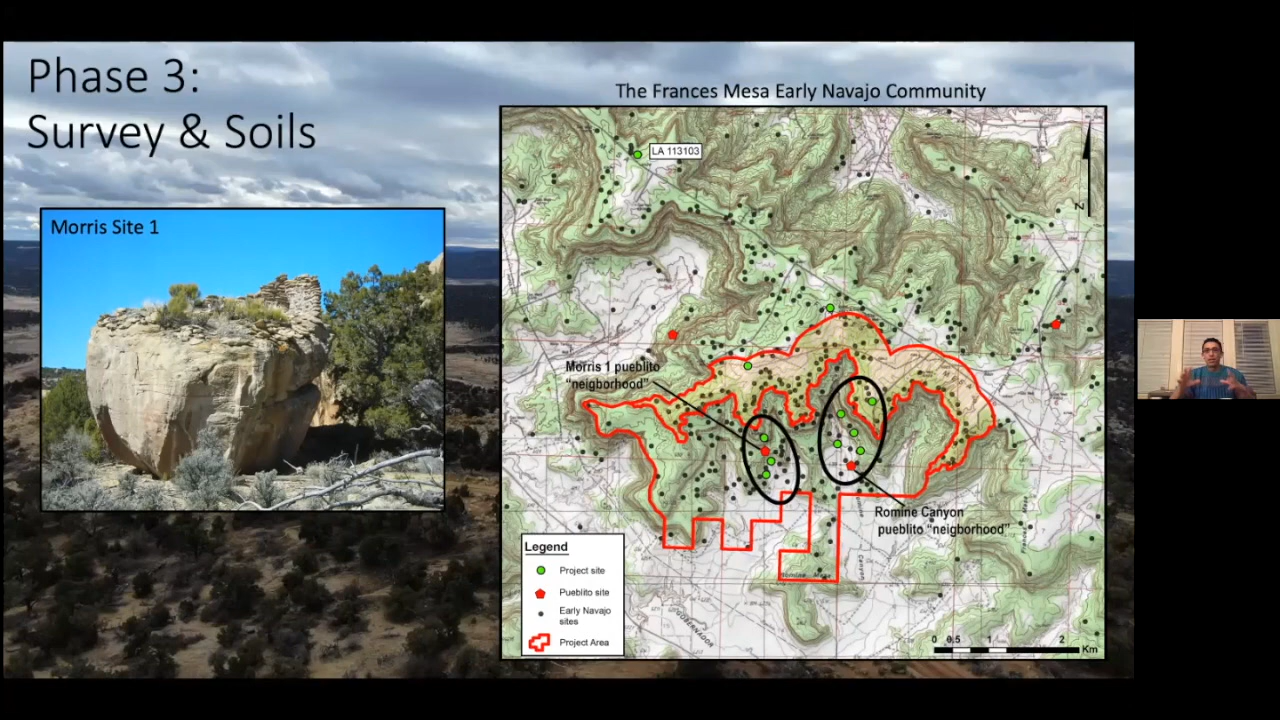 Phase 3:
Survey & Soils
Morris Site 1
The Frances Mesa Early Navajo Community
LA 113103
N
Morris 1 pueblito
“neigborhood”
Romine Canyon
pueblito “neigborhood”
GOBERNADOR
Legend
Project site
Pueblito site
Early Navajo
sites
Project Area
0 0.5 1 2
Km